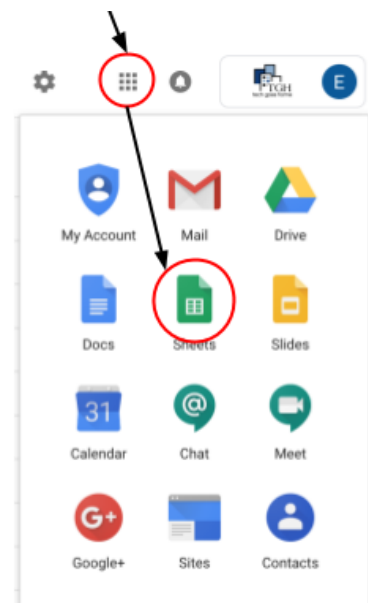 TGH
tech goes home
E
My Account Mail Drive
Docs Sheets Slides
31
@
Calendar Chat Meet
G+
Google+ Sites Contacts